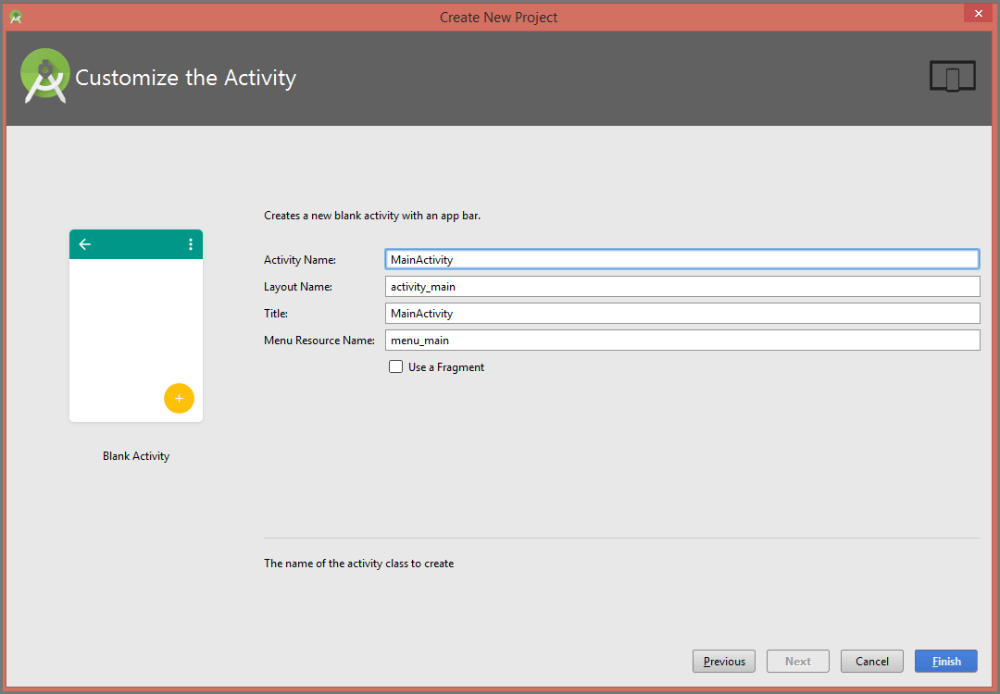 Create New Project
Customize the Activity
Creates a new blank activity with an app bar.
Activity Name: MainActivity
Layout Name: activity_main
Title: MainActivity
Menu Resource Name: menu_main
Use a Fragment
Blank Activity
The name of the activity class to create
Previous Next Cancel Finish